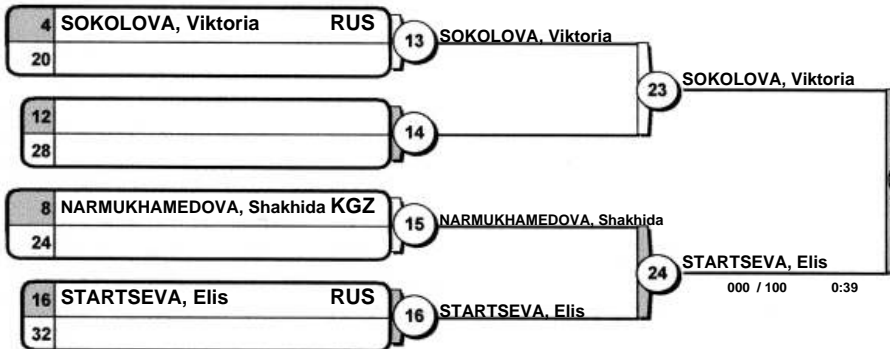 4 SOKOLOVA, Viktoria RUS
20
13 SOKOLOVA, Viktoria
12
28
14
23 SOKOLOVA, Viktoria
8 NARMUKHAMEDOVA, Shakhida KGZ
24
15 NARMUKHAMEDOVA, Shakhida
16 STARTSEVA, Elis RUS
32
16 STARTSEVA, Elis
24 STARTSEVA, Elis
000 / 100 0:39